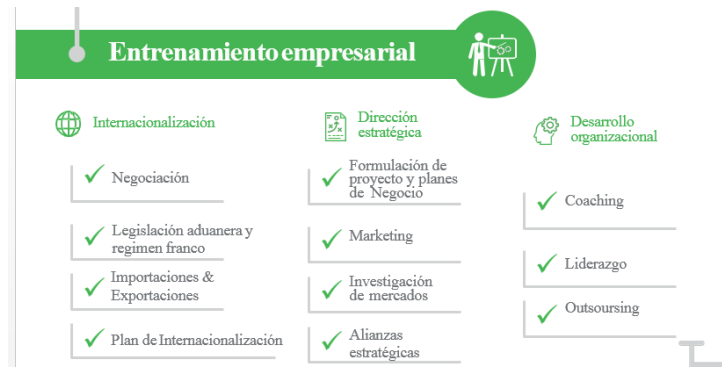 Entrenamiento empresarial
Internacionalización
Negociación
Legislación aduanera y
regimen franco
Importaciones &
Exportaciones
Plan de Internacionalización
Dirección
estratégica
Formulación de
proyecto y planes
de Negocio
Marketing
Investigación
de mercados
Alianzas
estratégicas
Desarrollo
organizacional
Coaching
Liderazgo
Outsoursing